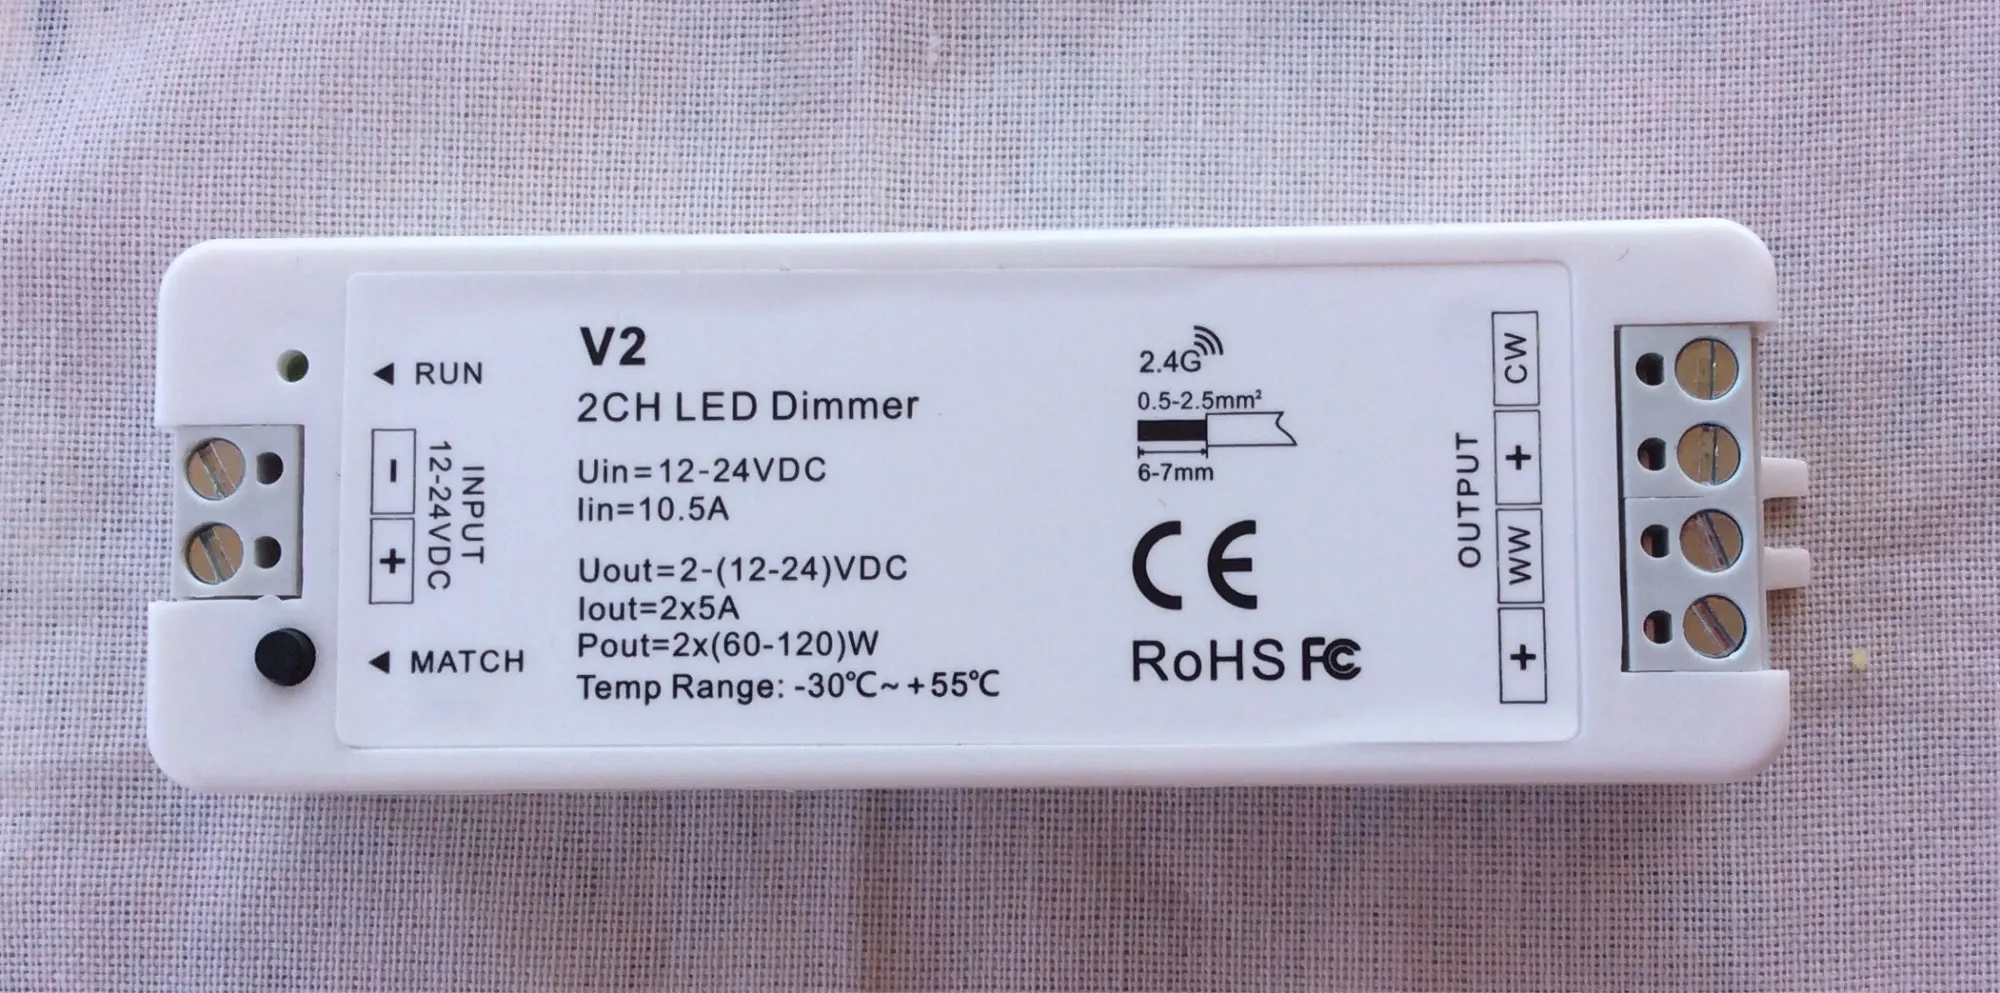 ◄ RUN
−
+
INPUT
12-24VDC
◄ MATCH
V2
2CH LED Dimmer
Uin=12-24VDC
Iin=10.5A
Uout=2-(12-24)VDC
Iout=2x5A
Pout=2x(60-120)W
Temp Range: -30℃~+55℃
2.4G
0.5-2.5mm²
6-7mm
CE
RoHS FC
OUTPUT
CW
+
WW
+